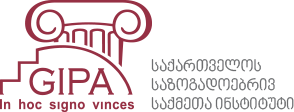 GIPA
In hoc signo vinces
საქართველოს
საზოგადოებრივ
საქმეთა ინსტიტუტი